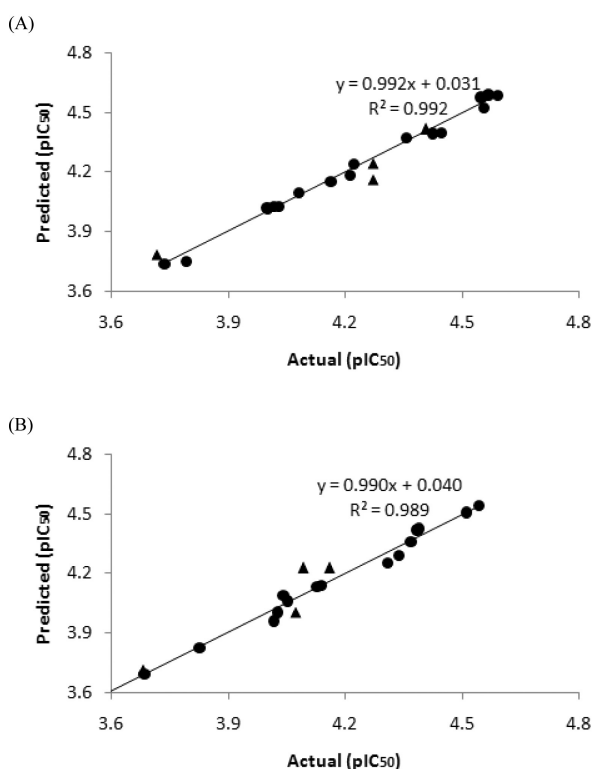 (A)
4.8
y = 0.992x + 0.031
R² = 0.992
4.5
4.2
3.9
3.6
Predicted (pIC₅₀)
3.6 3.9 4.2 4.5 4.8
Actual (pIC₅₀)
(B)
4.8
y = 0.990x + 0.040
R² = 0.989
4.5
4.2
3.9
3.6
Predicted (pIC₅₀)
3.6 3.9 4.2 4.5 4.8
Actual (pIC₅₀)